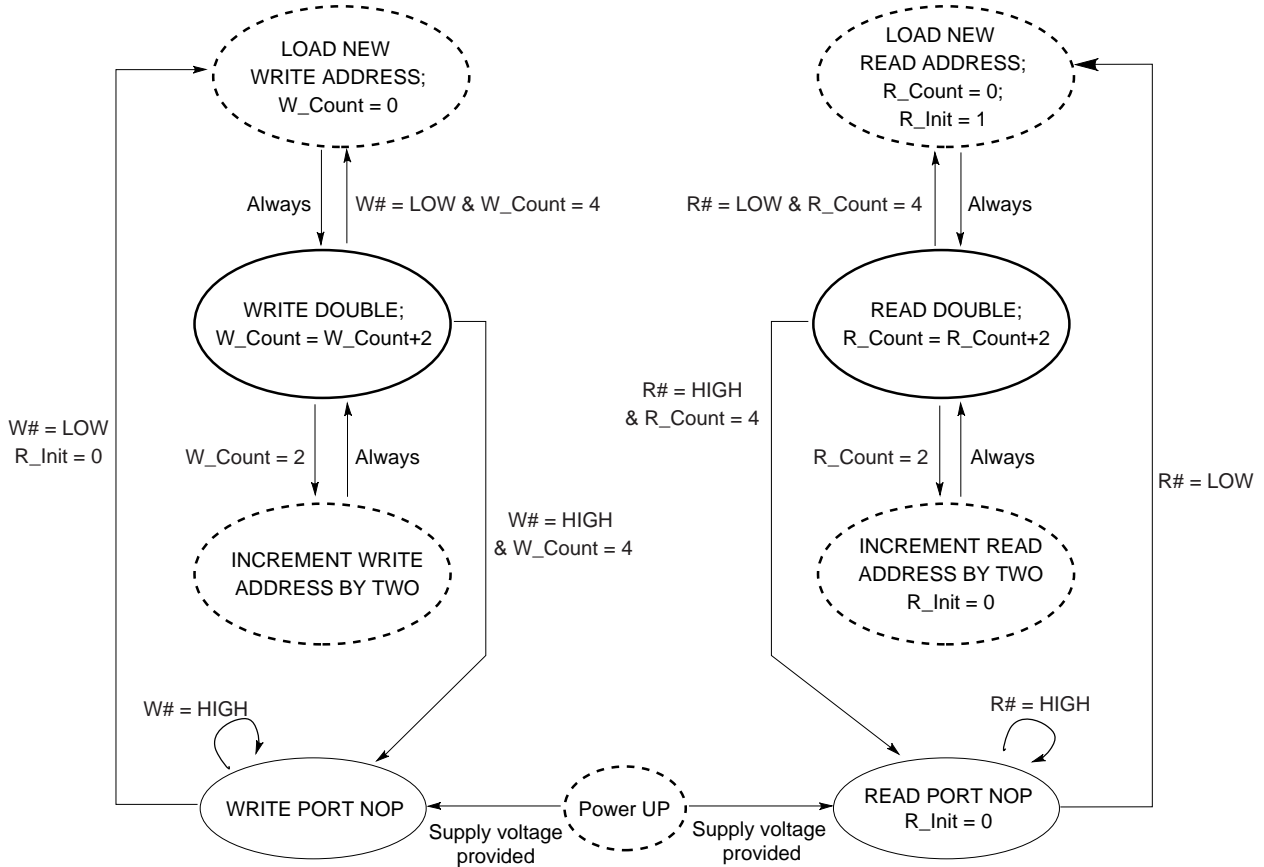 LOAD NEW
WRITE ADDRESS;
W_Count = 0
LOAD NEW
READ ADDRESS;
R_Count = 0;
R_Init = 1
Always
W# = LOW & W_Count = 4
R# = LOW & R_Count = 4
Always
WRITE DOUBLE;
W_Count = W_Count+2
READ DOUBLE;
R_Count = R_Count+2
W# = LOW
R_Init = 0
W_Count = 2
Always
R# = HIGH
& R_Count = 4
R_Count = 2
Always
R# = LOW
W# = HIGH
& W_Count = 4
INCREMENT WRITE
ADDRESS BY TWO
INCREMENT READ
ADDRESS BY TWO
R_Init = 0
W# = HIGH
R# = HIGH
WRITE PORT NOP
Power UP
READ PORT NOP
R_Init = 0
Supply voltage
provided
Supply voltage
provided